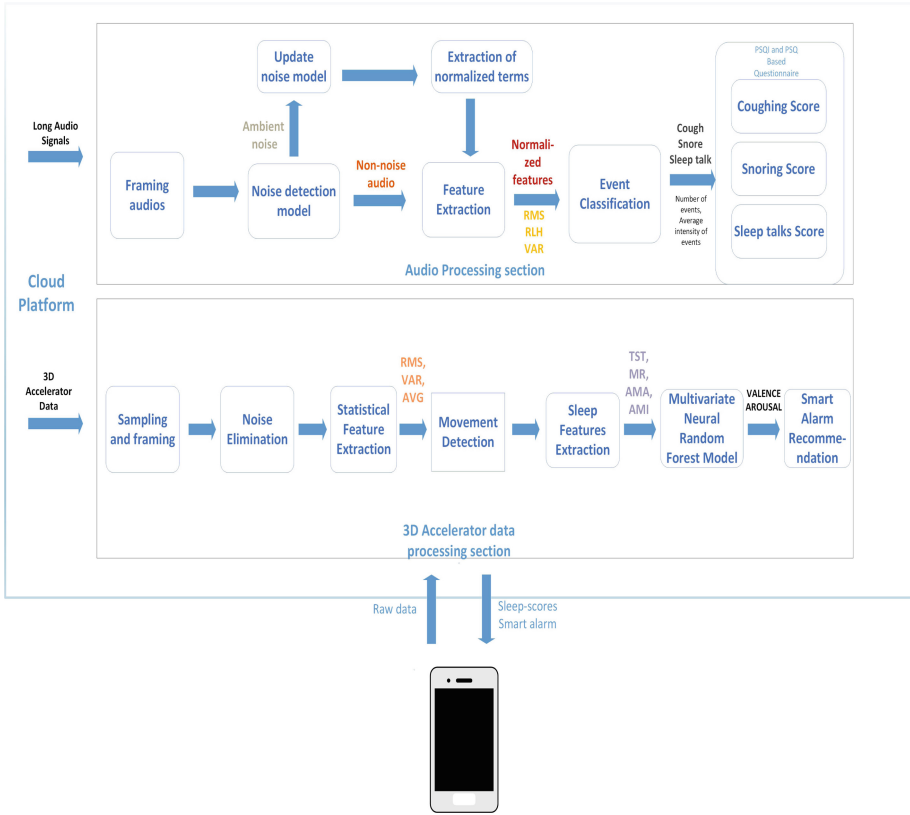 PSQI and PSQ
Based
Questionnaire
Update
noise model
Extraction of
normalized terms
Coughing Score
Long Audio
Signals
Ambient
noise
Cough
Snore
Sleep talk
Non-noise
audio
Normali-
zed
features
Framing
audios
Noise detection
model
Feature
Extraction
Event
Classification
Snoring Score
Number of
events,
Average
intensity of
events
RMS
RLH
VAR
Sleep talks Score
Audio Processing section
Cloud
Platform
3D
Accelerator
Data
RMS,
VAR,
AVG
TST,
MR,
AMA,
AMI
VALENCE
AROUSAL
Sampling
and framing
Noise
Elimination
Statistical
Feature
Extraction
Movement
Detection
Sleep
Features
Extraction
Multivariate
Neural
Random
Forest Model
Smart
Alarm
Recomme-
ndation
3D Accelerator data
processing section
Raw data
Sleep-scores
Smart alarm